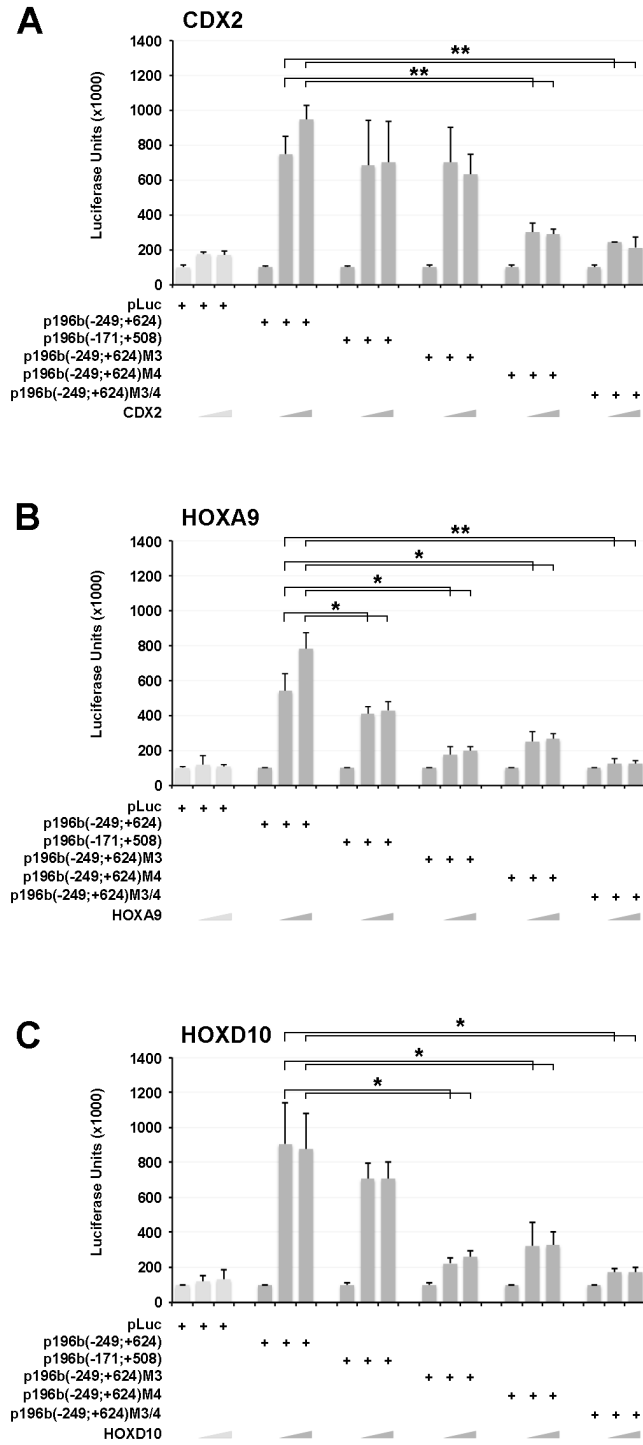 A
CDX2
Luciferase Units (x1000)
1400
1200
1000
800
600
400
200
0
**
**
pLuc + + +
p196b(-249;+624) + + +
p196b(-171;+508) + + +
p196b(-249;+624)M3 + + +
p196b(-249;+624)M4 + + +
p196b(-249;+624)M3/4 + + +
CDX2
B
HOXA9
Luciferase Units (x1000)
1400
1200
1000
800
600
400
200
0
**
*
*
*
pLuc + + +
p196b(-249;+624) + + +
p196b(-171;+508) + + +
p196b(-249;+624)M3 + + +
p196b(-249;+624)M4 + + +
p196b(-249;+624)M3/4 + + +
HOXA9
C
HOXD10
Luciferase Units (x1000)
1400
1200
1000
800
600
400
200
0
*
*
*
pLuc + + +
p196b(-249;+624) + + +
p196b(-171;+508) + + +
p196b(-249;+624)M3 + + +
p196b(-249;+624)M4 + + +
p196b(-249;+624)M3/4 + + +
HOXD10